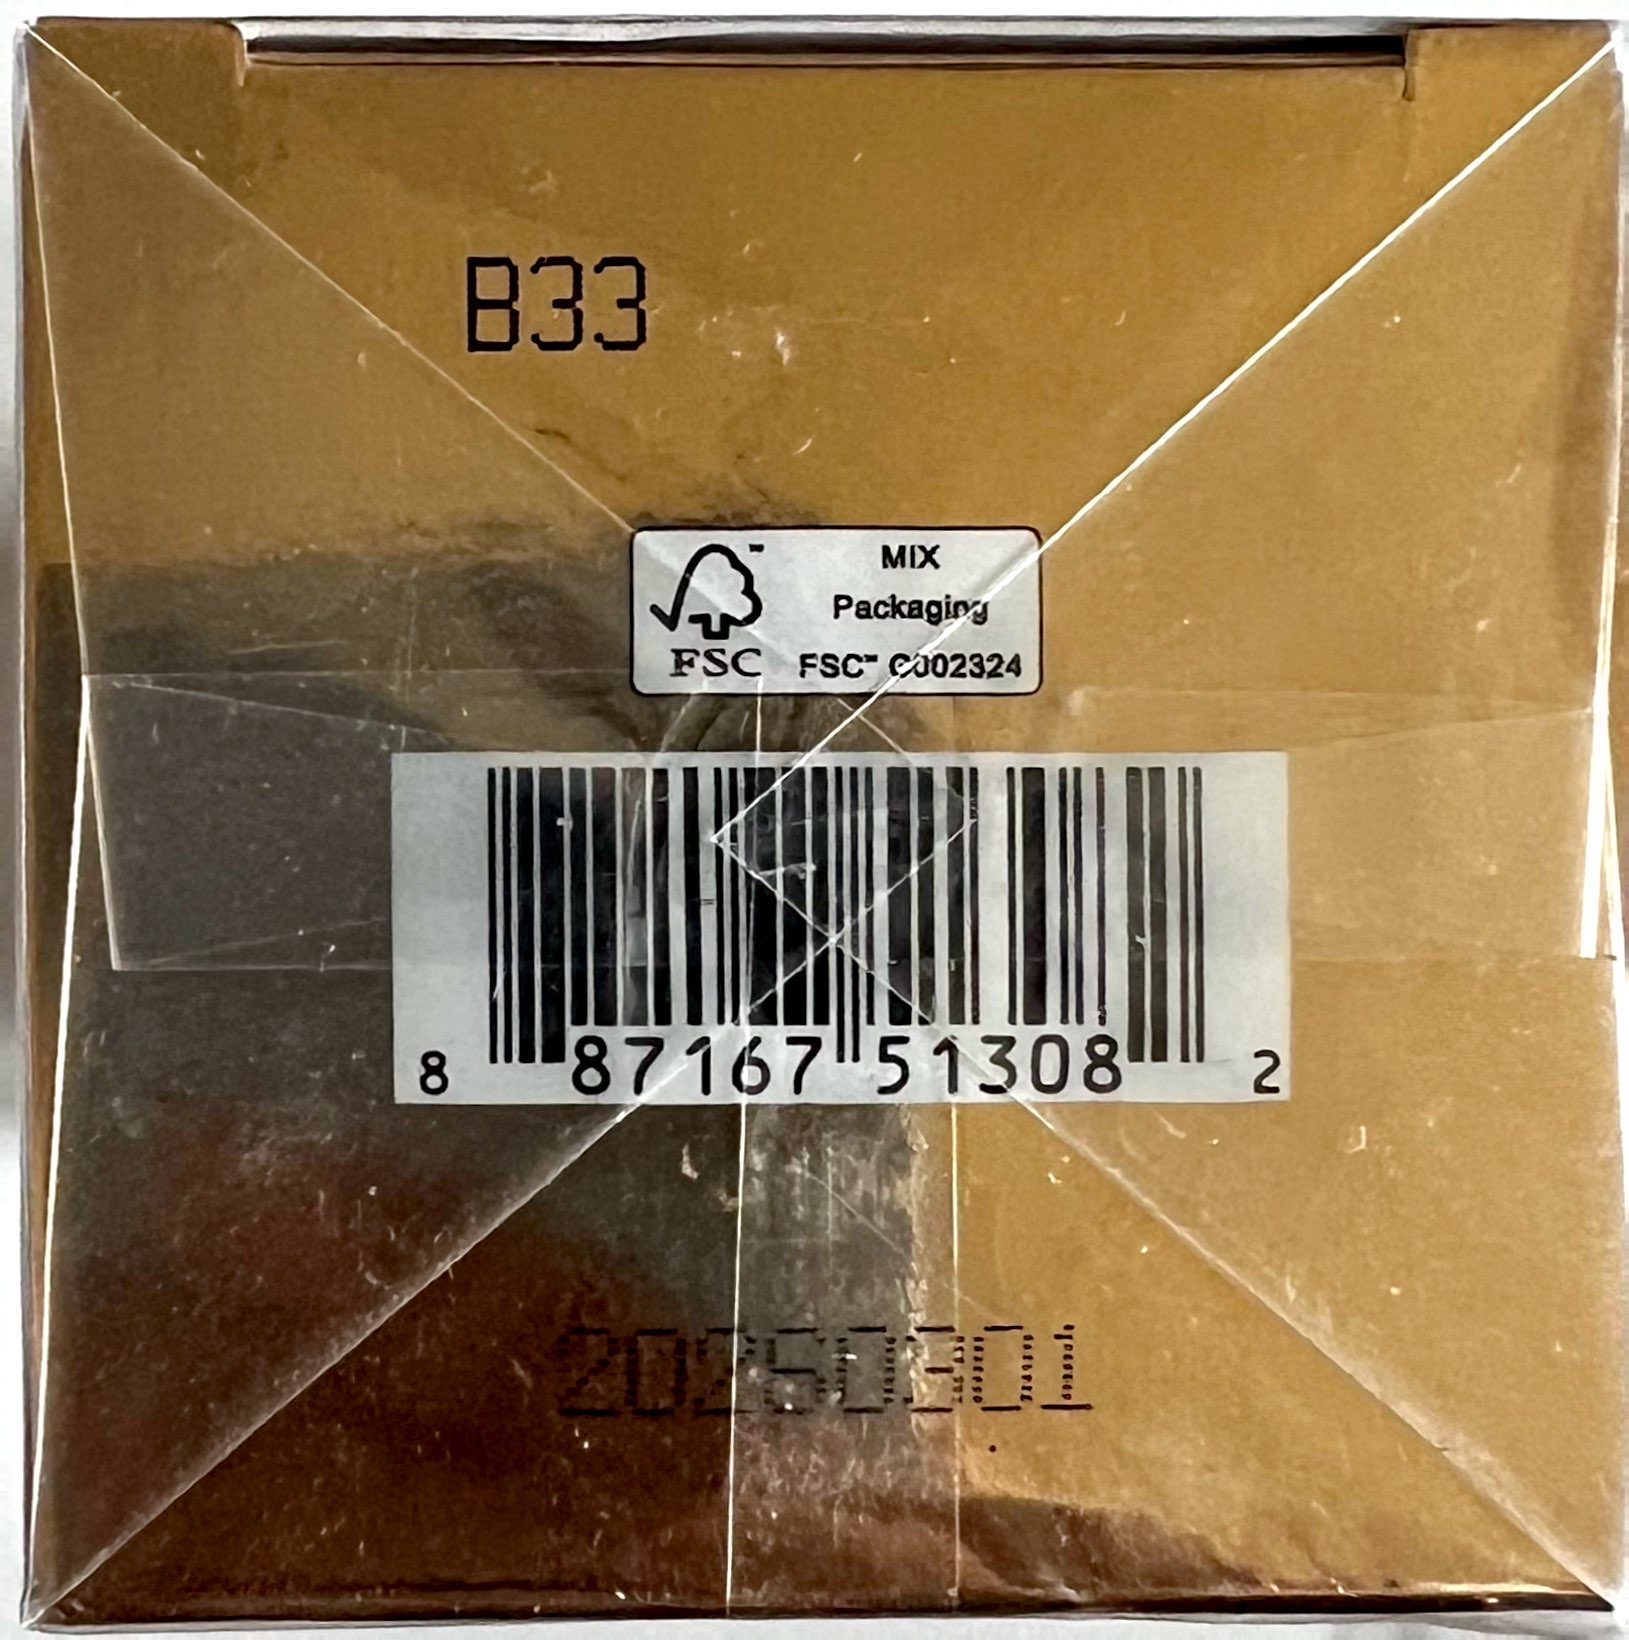 B33
MIX
Packaging
FSC FSC™ C002324
8 87167 51308 2